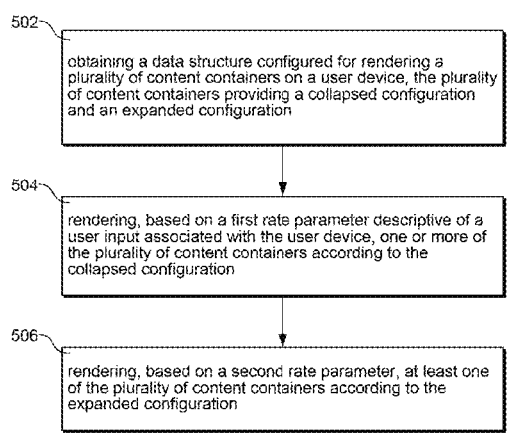 502
obtaining a data structure configured for rendering a
plurality of content containers on a user device, the plurality
of content containers providing a collapsed configuration
and an expanded configuration
504
rendering, based on a first rate parameter descriptive of a
user input associated with the user device, one or more of
the plurality of content containers according to the
collapsed configuration
506
rendering, based on a second rate parameter, at least one
of the plurality of content containers according to the
expanded configuration